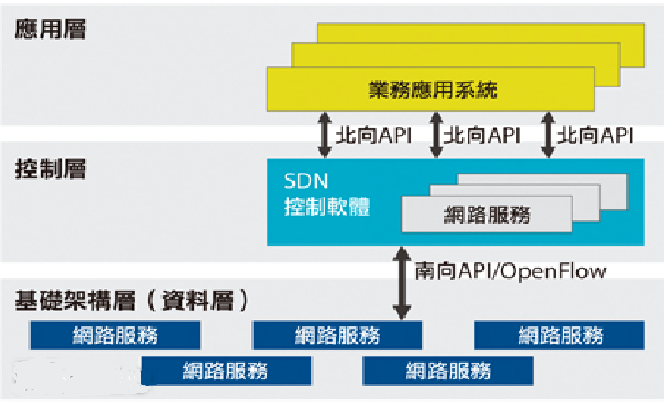 應用層
業務應用系統
北向API 北向API 北向API
控制層
SDN
控制軟體
網路服務
南向API/OpenFlow
基礎架構層（資料層）
網路服務 網路服務 網路服務
網路服務 網路服務